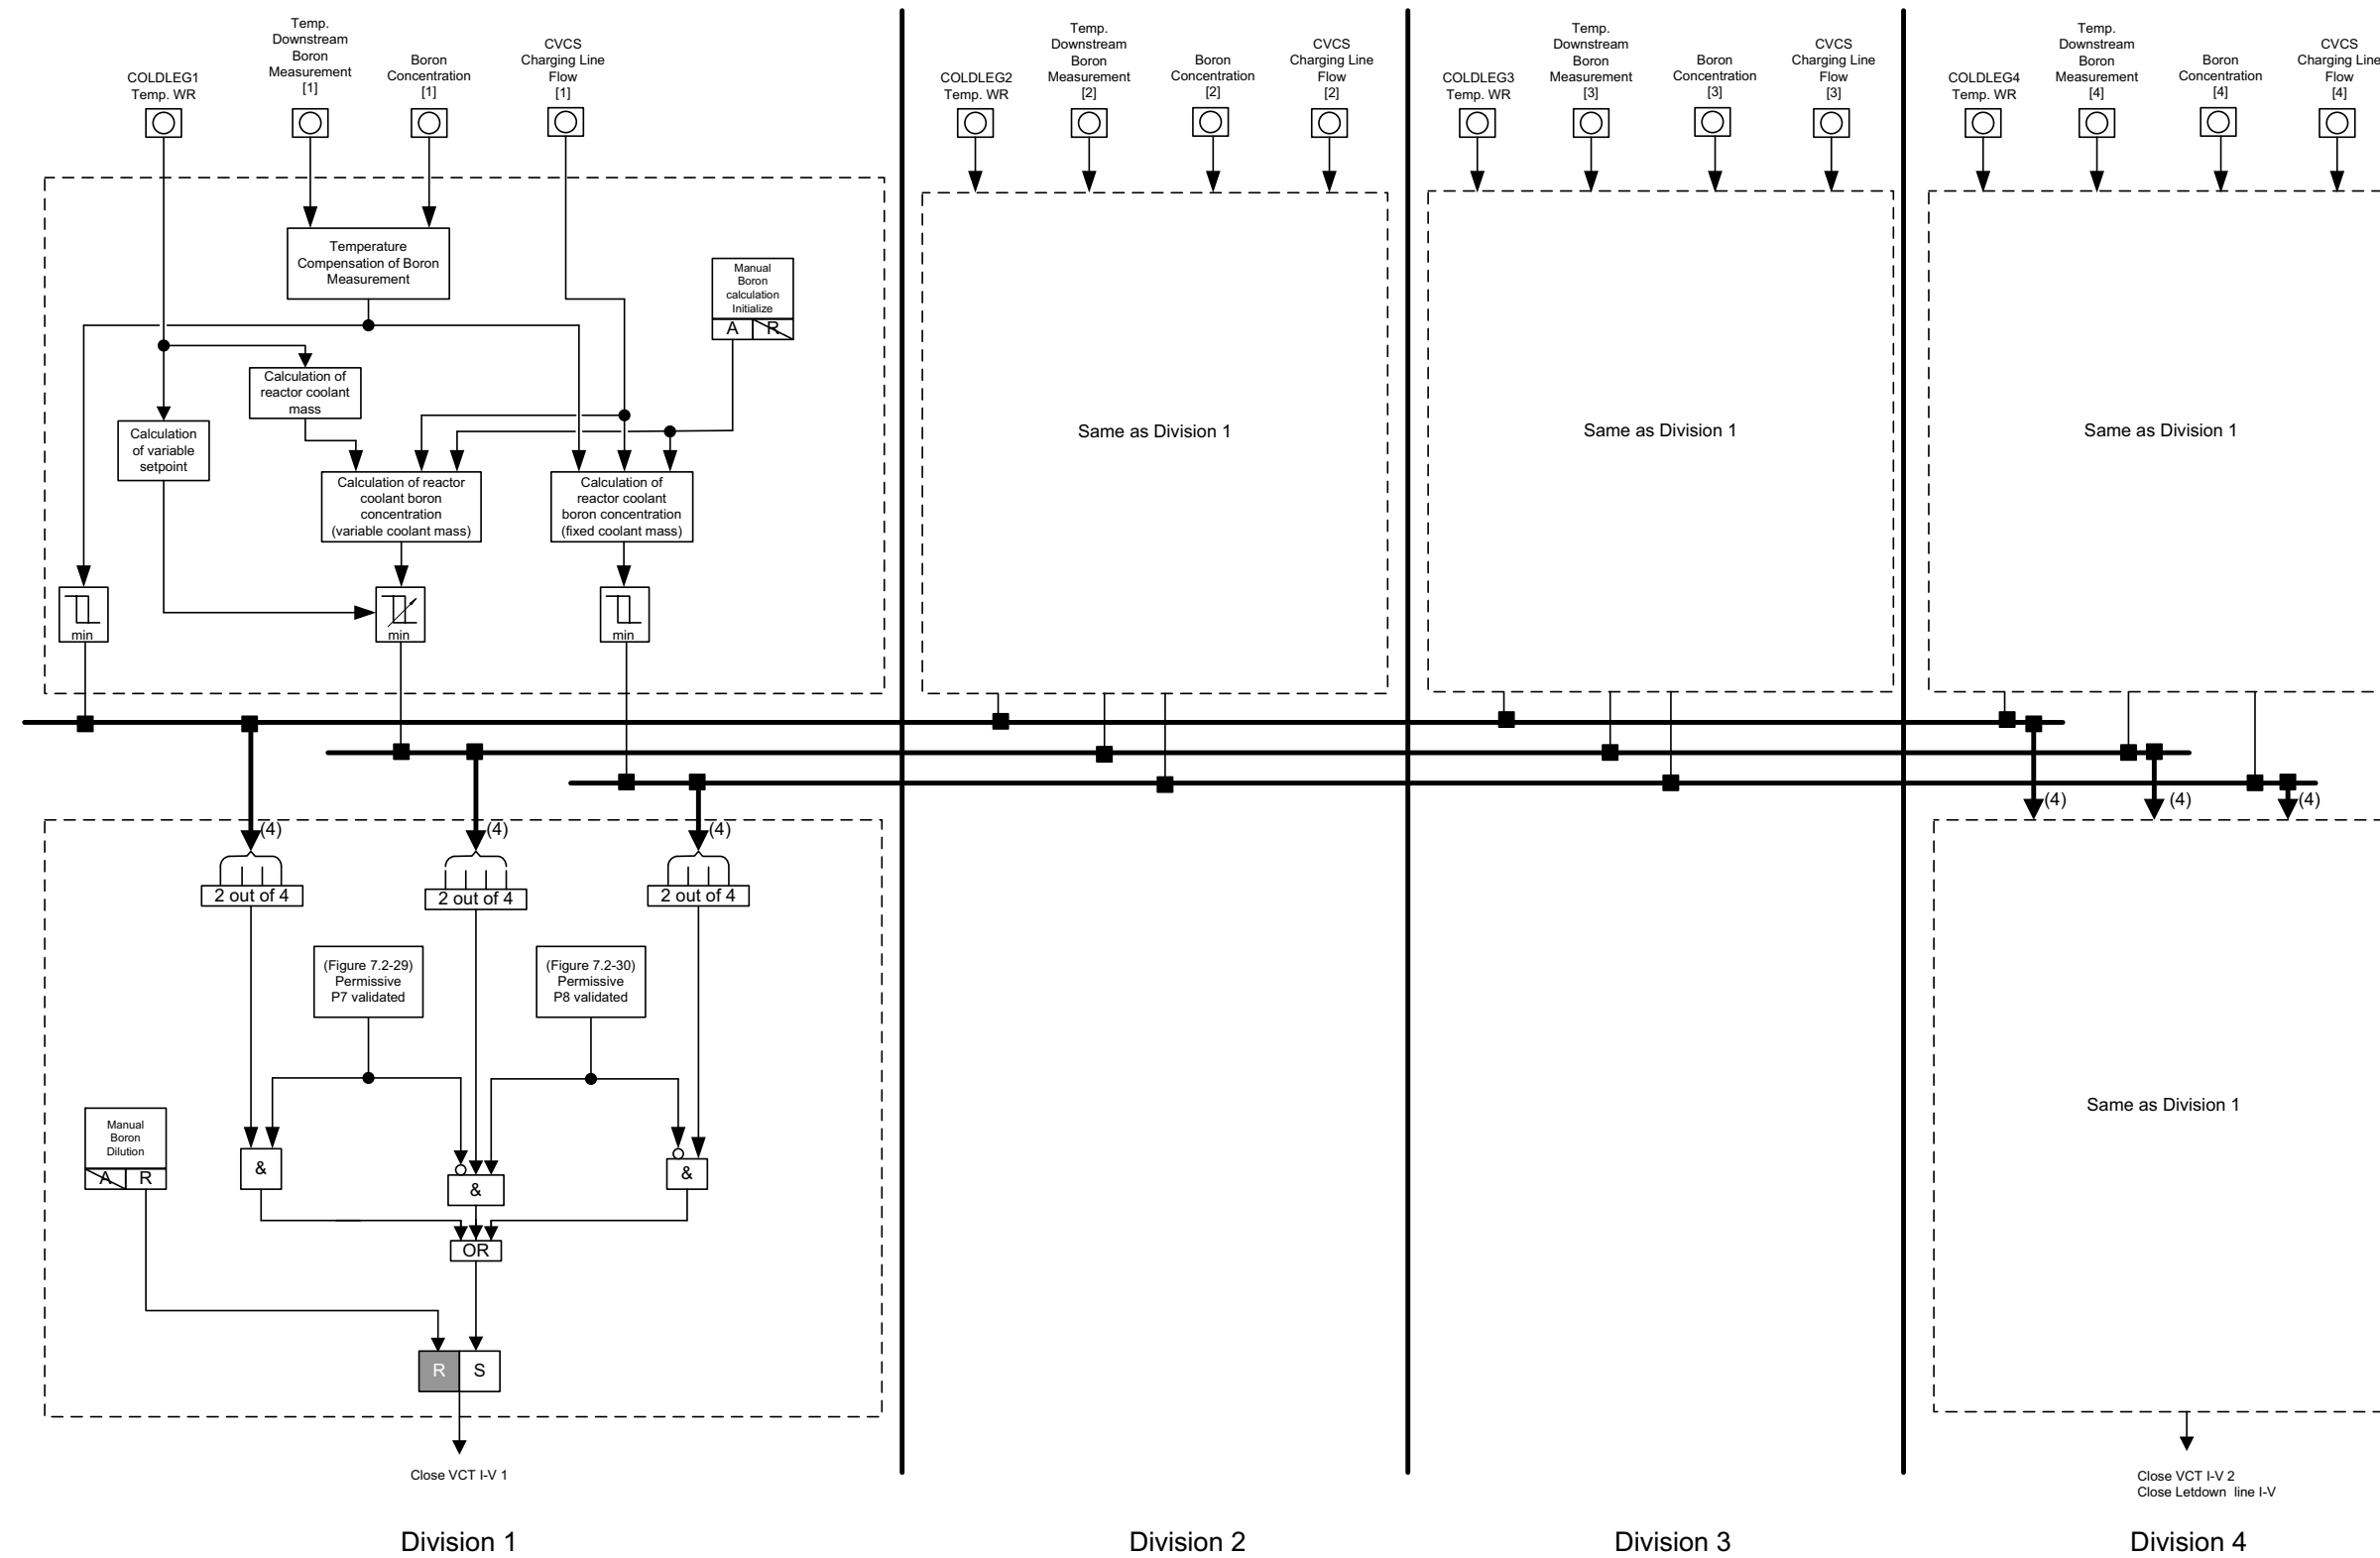 Temp.
Downstream
Boron
Measurement
[1]
Boron
Concentration
[1]
CVCS
Charging Line
Flow
[1]
COLDLEG1
Temp. WR
Temp.
Downstream
Boron
Measurement
[2]
Boron
Concentration
[2]
CVCS
Charging Line
Flow
[2]
COLDLEG2
Temp. WR
Temp.
Downstream
Boron
Measurement
[3]
Boron
Concentration
[3]
CVCS
Charging Line
Flow
[3]
COLDLEG3
Temp. WR
Temp.
Downstream
Boron
Measurement
[4]
Boron
Concentration
[4]
CVCS
Charging Line
Flow
[4]
COLDLEG4
Temp. WR
Temperature
Compensation of Boron
Measurement
Manual
Boron
calculation
Initialize
A R
Calculation of
reactor coolant
mass
Calculation
of variable
setpoint
Calculation of reactor
coolant boron
concentration
(variable coolant mass)
Calculation of
reactor coolant
boron concentration
(fixed coolant mass)
min
min
min
Same as Division 1
Same as Division 1
Same as Division 1
(4)
(4)
(4)
(4)
(4)
(4)
2 out of 4
2 out of 4
2 out of 4
(Figure 7.2-29)
Permissive
P7 validated
(Figure 7.2-30)
Permissive
P8 validated
Manual
Boron
Dilution
A R
&
&
&
OR
R S
Same as Division 1
Close VCT I-V 1
Close VCT I-V 2
Close Letdown line I-V
Division 1
Division 2
Division 3
Division 4